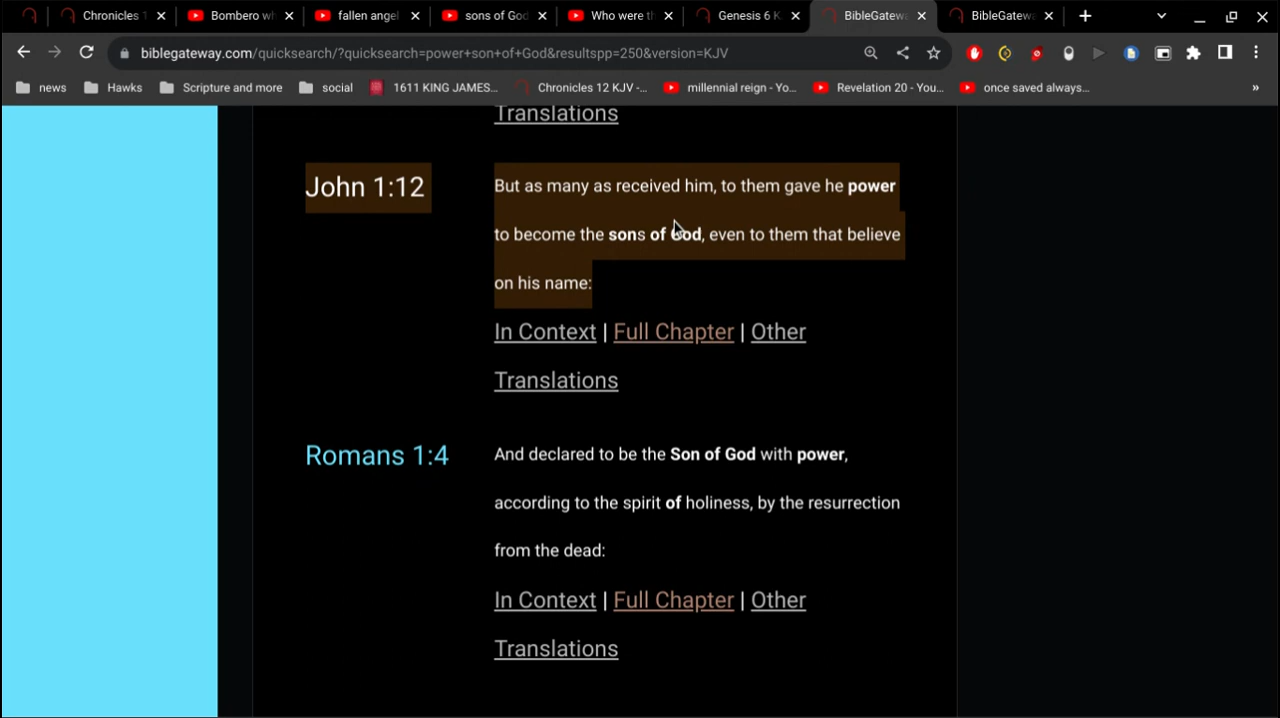 Chronicles 1
Bombero wh
fallen angel
sons of God
Who were th
Genesis 6 K
BibleGatewa
BibleGatewa
biblegateway.com/quicksearch/?quicksearch=power+son+of+God&resultspp=250&version=KJV
news
Hawks
Scripture and more
social
1611 KING JAMES...
Chronicles 12 KJV -...
millennial reign - Yo...
Revelation 20 - You...
once saved always...
»
Translations
John 1:12
But as many as received him, to them gave he power
to become the sons of God, even to them that believe
on his name:
In Context | Full Chapter | Other
Translations
Romans 1:4
And declared to be the Son of God with power,
according to the spirit of holiness, by the resurrection
from the dead:
In Context | Full Chapter | Other
Translations